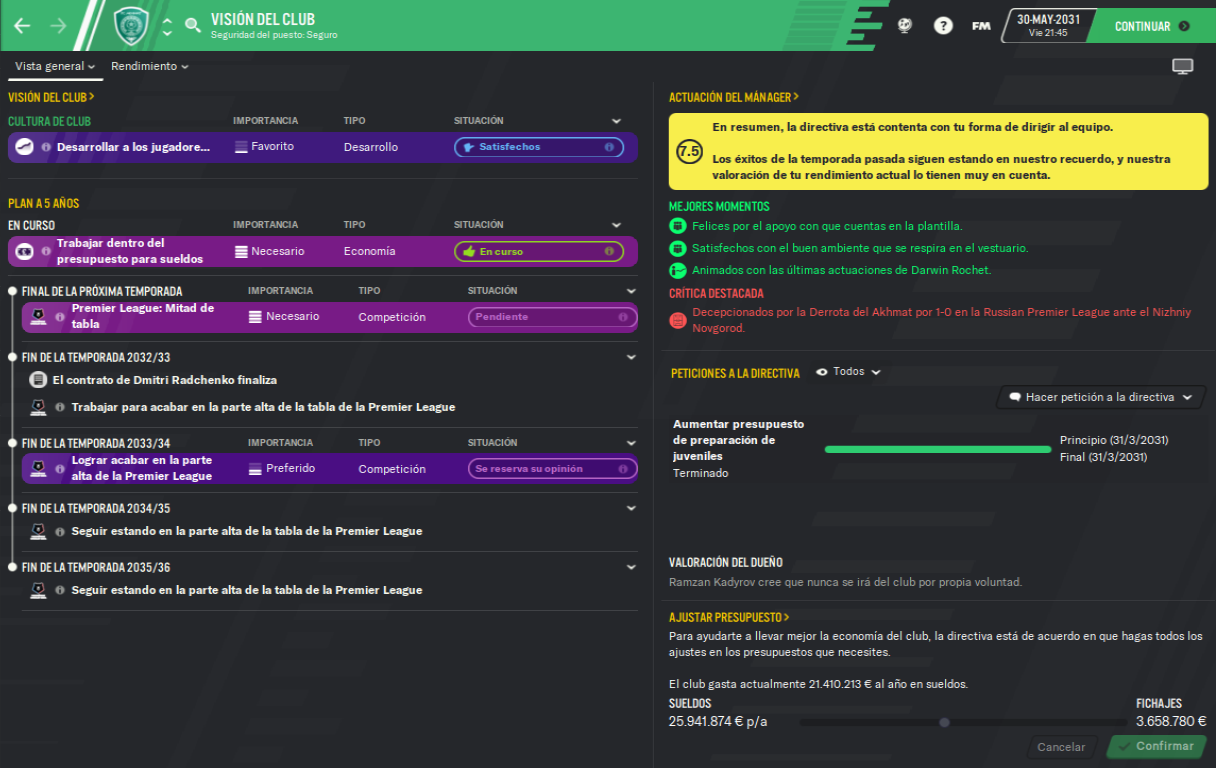 VISIÓN DEL CLUB
Seguridad del puesto: Seguro
FM
30-MAY-2031
Vie 21:45
CONTINUAR
Vista general
Rendimiento
VISIÓN DEL CLUB
CULTURA DE CLUB IMPORTANCIA TIPO SITUACIÓN
Desarrollar a los jugadore... Favorito Desarrollo Satisfechos
PLAN A 5 AÑOS
EN CURSO IMPORTANCIA TIPO SITUACIÓN
Trabajar dentro del
presupuesto para sueldos Necesario Economía En curso
FINAL DE LA PRÓXIMA TEMPORADA IMPORTANCIA TIPO SITUACIÓN
Premier League: Mitad de
tabla Necesario Competición Pendiente
FIN DE LA TEMPORADA 2032/33
El contrato de Dmitri Radchenko finaliza
Trabajar para acabar en la parte alta de la tabla de la Premier League
FIN DE LA TEMPORADA 2033/34 IMPORTANCIA TIPO SITUACIÓN
Lograr acabar en la parte
alta de la Premier League Preferido Competición Se reserva su opinión
FIN DE LA TEMPORADA 2034/35
Seguir estando en la parte alta de la tabla de la Premier League
FIN DE LA TEMPORADA 2035/36
Seguir estando en la parte alta de la tabla de la Premier League
ACTUACIÓN DEL MÁNAGER
7.5
En resumen, la directiva está contenta con tu forma de dirigir al equipo.
Los éxitos de la temporada pasada siguen estando en nuestro recuerdo, y nuestra
valoración de tu rendimiento actual lo tienen muy en cuenta.
MEJORES MOMENTOS
Felices por el apoyo con que cuentas en la plantilla.
Satisfechos con el buen ambiente que se respira en el vestuario.
Animados con las últimas actuaciones de Darwin Rochet.
CRÍTICA DESTACADA
Decepcionados por la Derrota del Akhmat por 1-0 en la Russian Premier League ante el Nizhniy
Novgorod.
PETICIONES A LA DIRECTIVA Todos
Hacer petición a la directiva
Aumentar presupuesto
de preparación de
juveniles
Terminado
Principio (31/3/2031)
Final (31/3/2031)
VALORACIÓN DEL DUEÑO
Ramzan Kadyrov cree que nunca se irá del club por propia voluntad.
AJUSTAR PRESUPUESTO
Para ayudarte a llevar mejor la economía del club, la directiva está de acuerdo en que hagas todos los
ajustes en los presupuestos que necesites.
El club gasta actualmente 21.410.213 € al año en sueldos.
SUELDOS FICHAJES
25.941.874 € p/a 3.658.780 €
Cancelar Confirmar